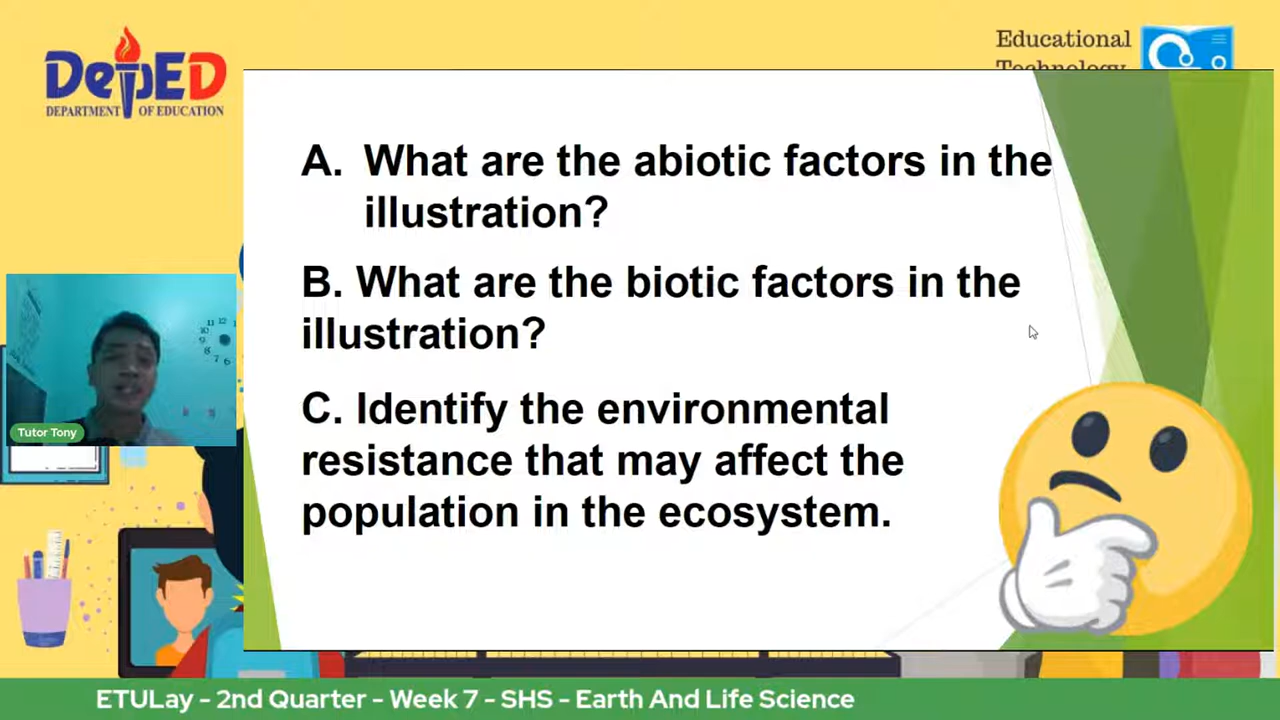 DepED
DEPARTMENT OF EDUCATION
Educational
Technology
A. What are the abiotic factors in the
illustration?
B. What are the biotic factors in the
illustration?
C. Identify the environmental
resistance that may affect the
population in the ecosystem.
Tutor Tony
ETULay - 2nd Quarter - Week 7 - SHS - Earth And Life Science